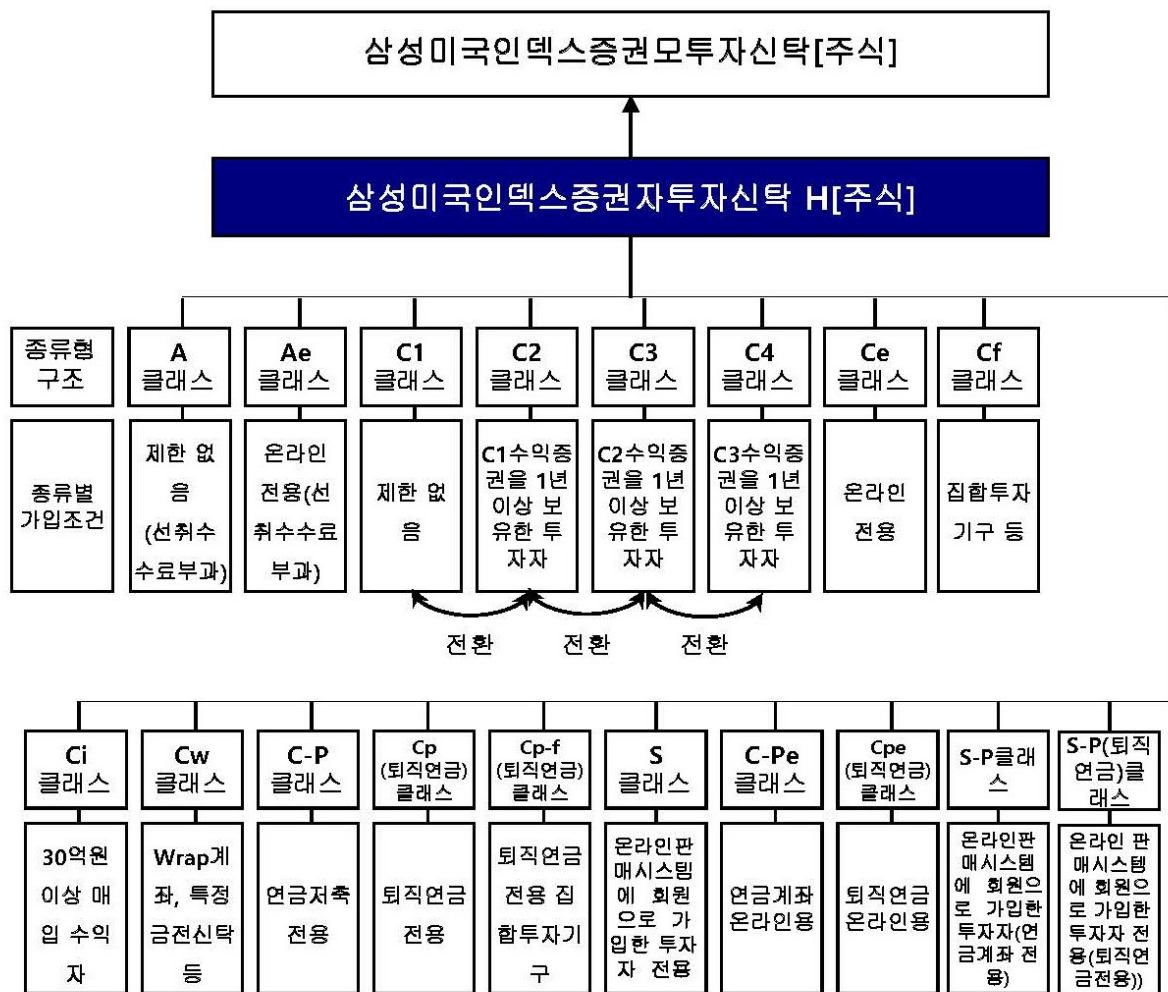 삼성미국인덱스증권모투자신탁[주식]
삼성미국인덱스증권자투자신탁 H[주식]
종류형
구조
A
클래스
Ae
클래스
C1
클래스
C2
클래스
C3
클래스
C4
클래스
Ce
클래스
Cf
클래스
종류별
가입조건
제한 없
음
(선취수
수료부과)
온라인
전용(선
취수수료
부과)
제한 없
음
C1수익증
권을 1년
이상 보
유한 투
자자
C2수익증
권을 1년
이상 보
유한 투
자자
C3수익증
권을 1년
이상 보
유한 투
자자
온라인
전용
집합투자
기구 등
전환
전환
전환
Ci
클래스
Cw
클래스
C-P
클래스
Cp
(퇴직연금)
클래스
Cp-f
(퇴직연금)
클래스
S
클래스
C-Pe
클래스
Cpe
(퇴직연금)
클래스
S-P클래
스
S-P(퇴직
연금)클
래스
30억원
이상 매
입 수익
자
Wrap계
좌, 특정
금전신탁
등
연금저축
전용
퇴직연금
전용
퇴직연금
전용 집
합투자기
구
온라인판
매시스템
에 회원
으로 가
입한 투자
자 전용
연금계좌
온라인용
퇴직연금
온라인용
온라인판
매시스템
에 회원으
로 가입한
투자자(연
금계좌 전
용)
온라인 판
매시스템
에 회원으
로 가입한
투자자 전
용(퇴직연
금전용))